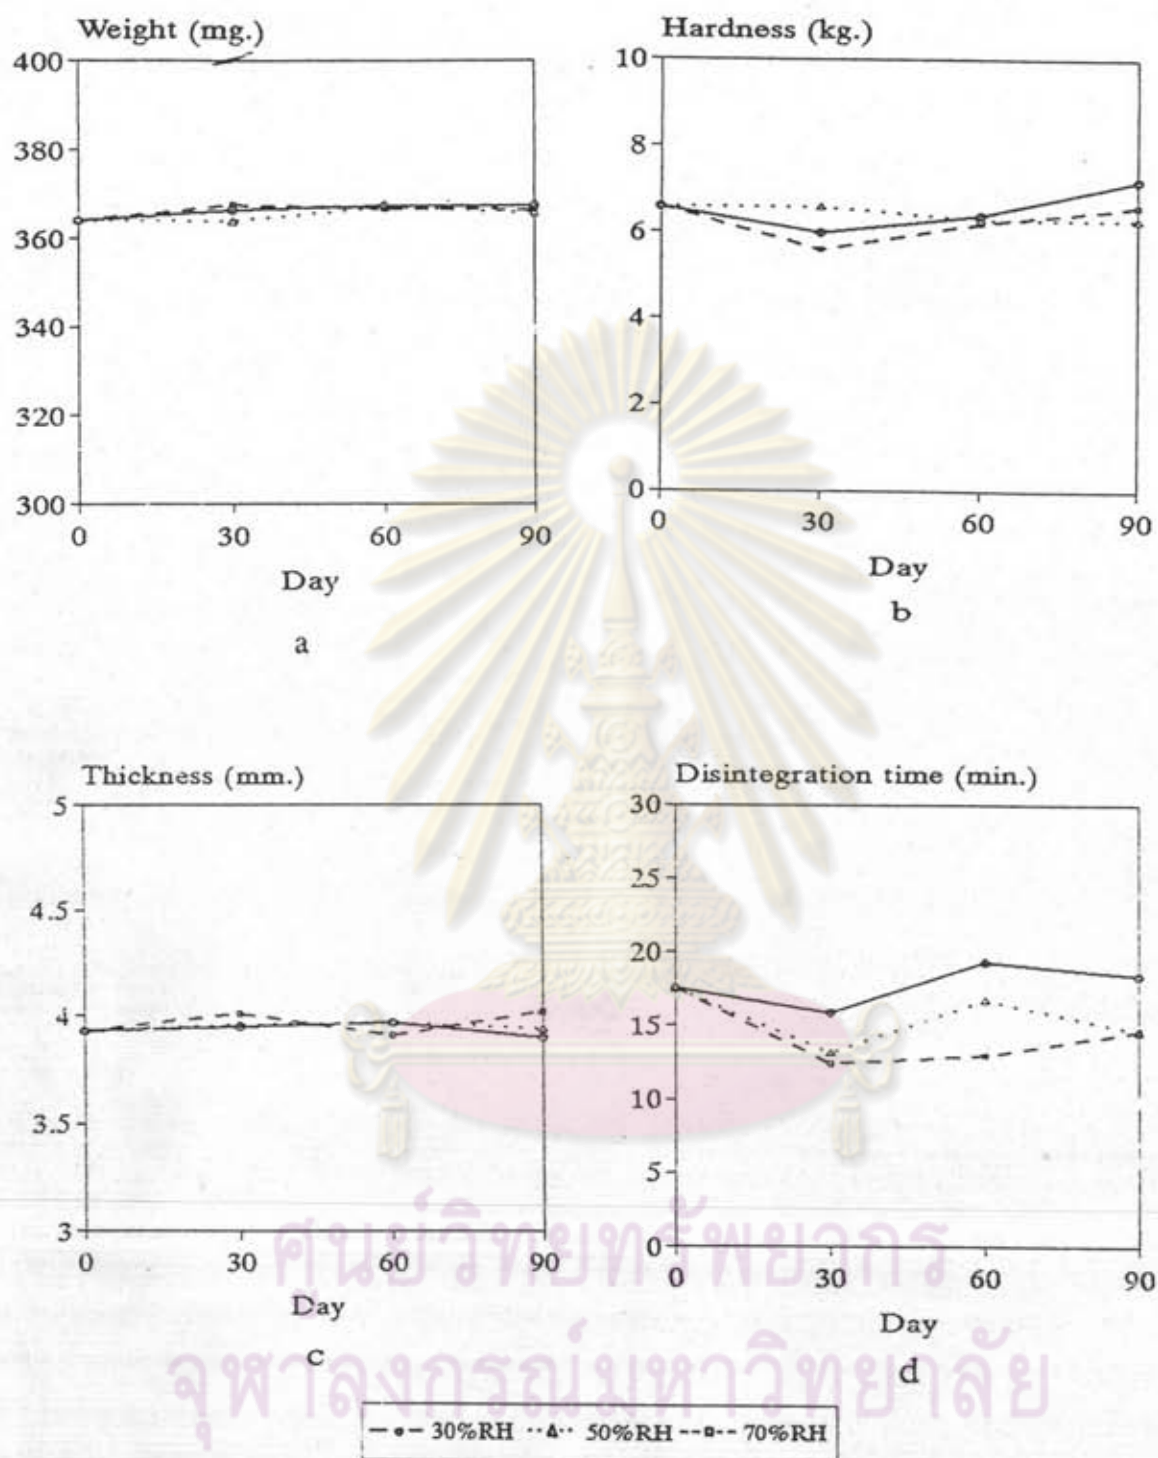 Weight (mg.)
400
380
360
340
320
300
0 30 60 90
Day
a
Hardness (kg.)
10
8
6
4
2
0
0 30 60 90
Day
b
Thickness (mm.)
5
4.5
4
3.5
3
0 30 60 90
Day
c
Disintegration time (min.)
30
25
20
15
10
5
0
0 30 60 90
Day
d
30%RH 50%RH 70%RH
ศูนย์วิทยทรัพยากร
จุฬาลงกรณ์มหาวิทยาลัย